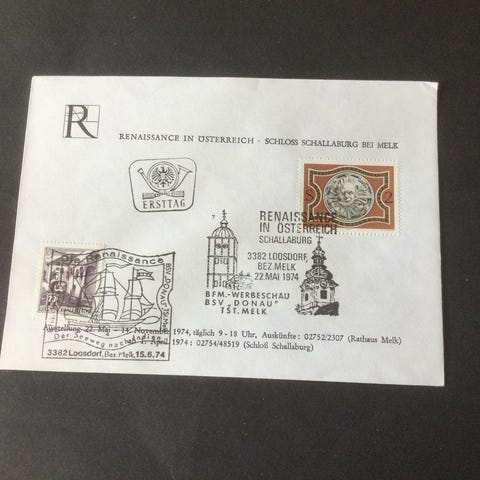 R
RENAISSANCE IN ÖSTERREICH · SCHLOSS SCHALLABURG BEI MELK
ERSTTAG
S 2
RENAISSANCE
IN ÖSTERREICH
SCHALLABURG
3382 LOOSDORF,
BEZ.MELK
22.MAI 1974
BFM.-WERBESCHAU
BSV „DONAU"
TST. MELK
Die Renaissance
Der Seeweg nach Indien
3382 Loosdorf, Bez. Melk, 15.6.74
Ausstellung 22. Mai - 14. November 1974, täglich 9 - 18 Uhr, Auskünfte: 02752/2307 (Rathaus Melk)
April 1974: 02754/48519 (Schloß Schallaburg)